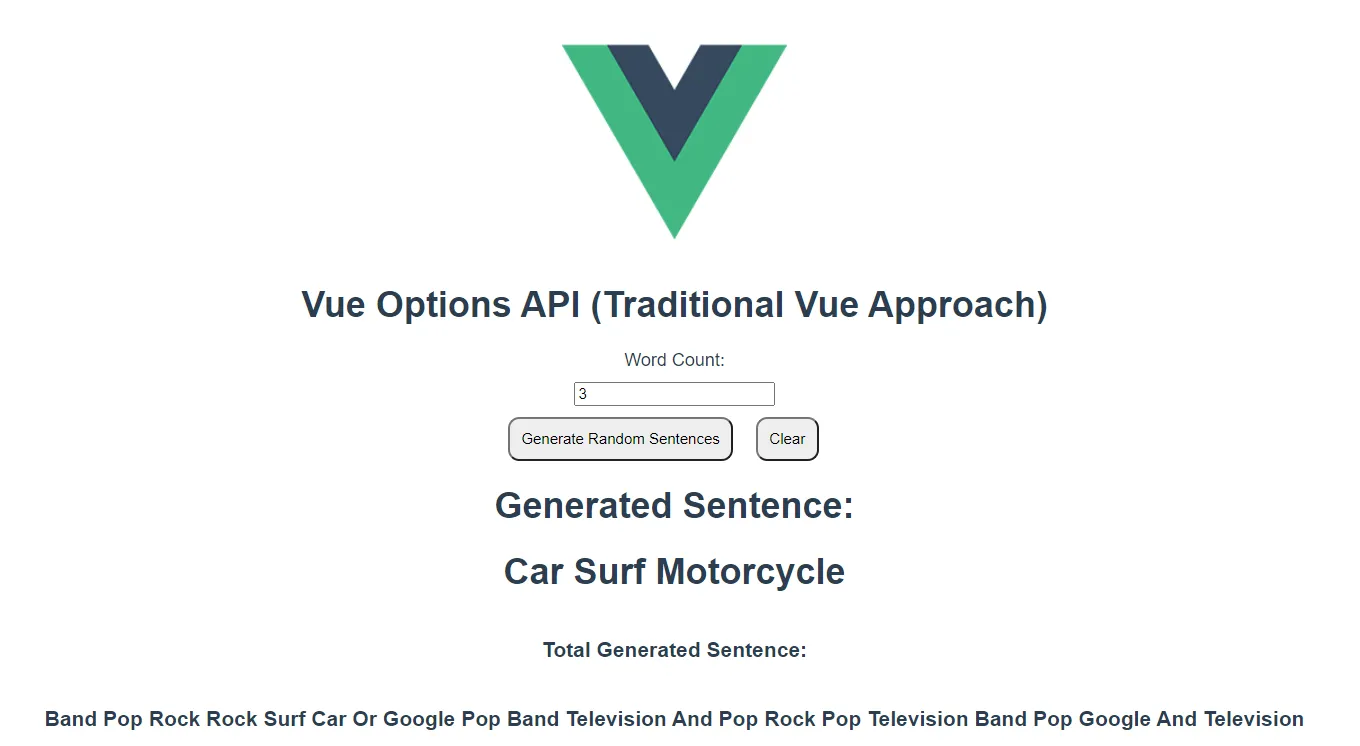 Vue Options API (Traditional Vue Approach)
Word Count:
3
Generate Random Sentences Clear
Generated Sentence:
Car Surf Motorcycle
Total Generated Sentence:
Band Pop Rock Rock Surf Car Or Google Pop Band Television And Pop Rock Pop Television Band Pop Google And Television